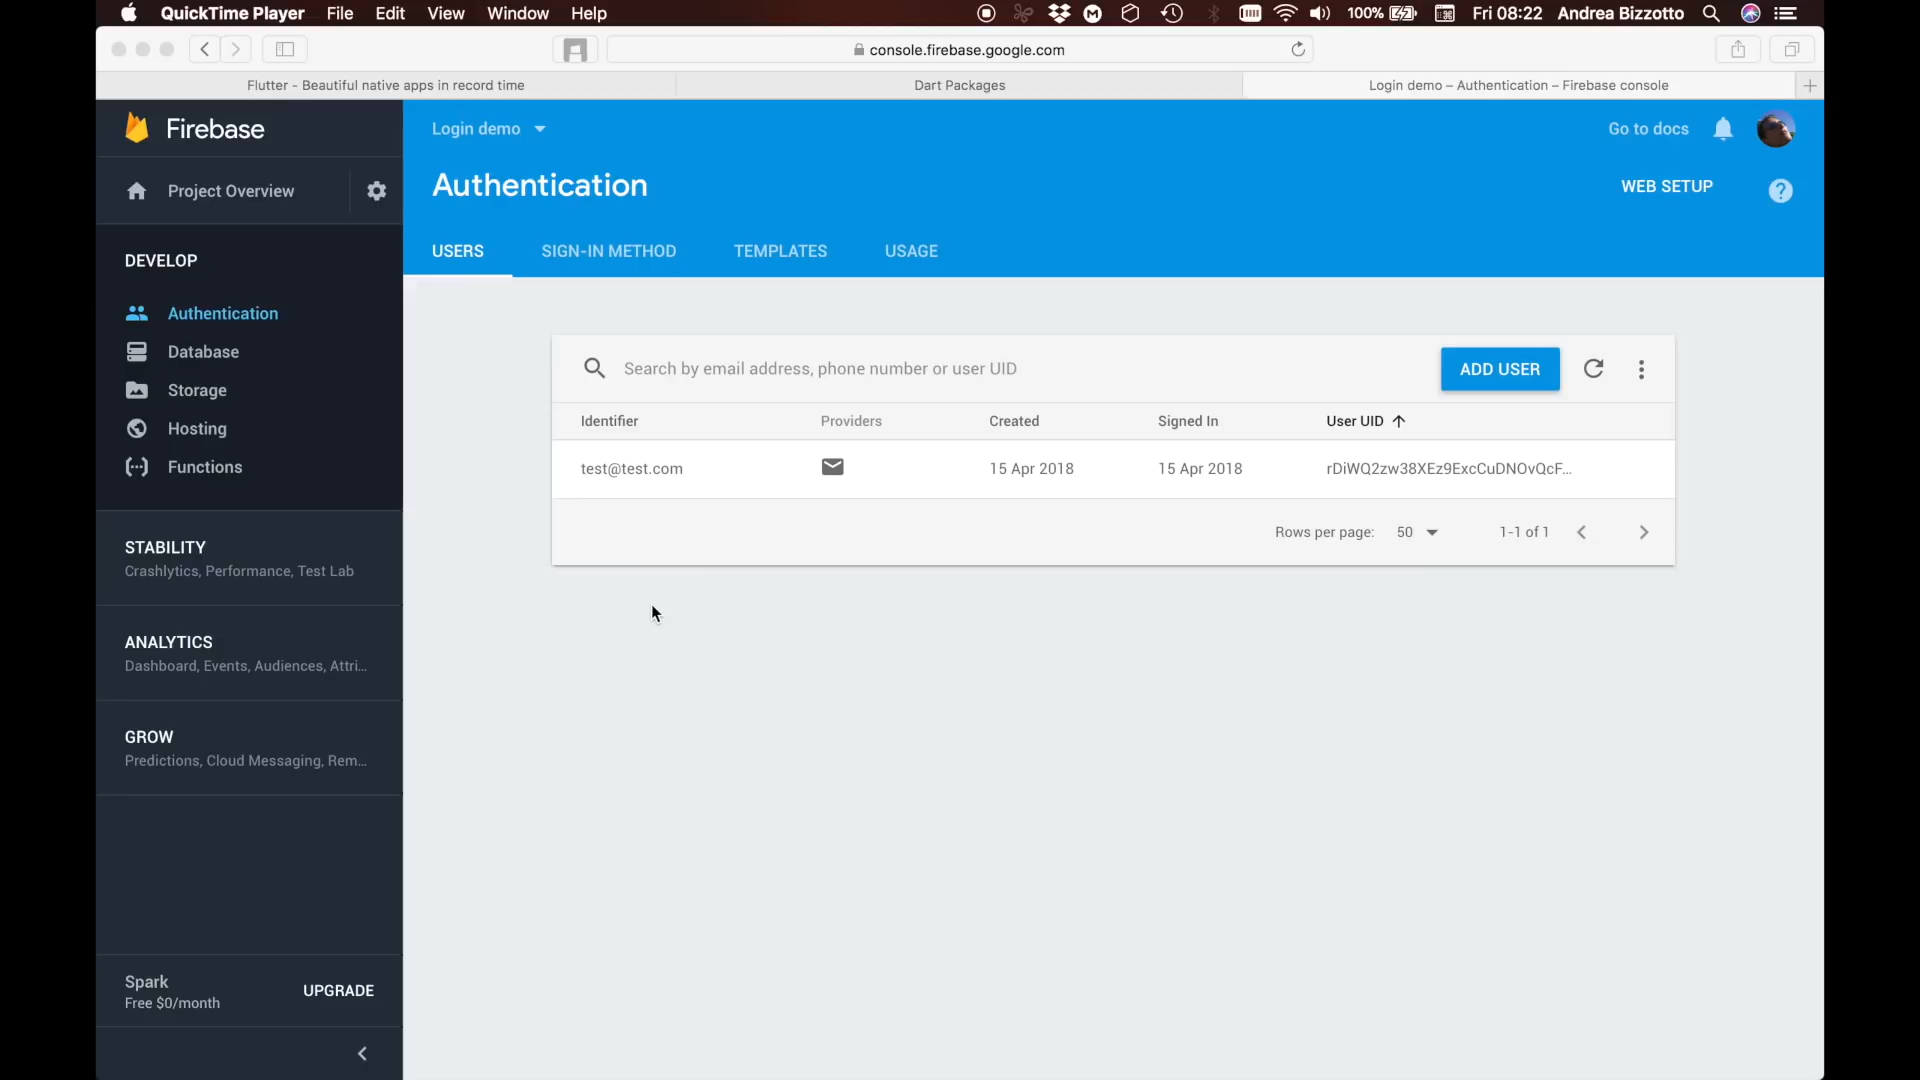 QuickTime Player File Edit View Window Help 100% Fri 08:22 Andrea Bizzotto
console.firebase.google.com
Flutter - Beautiful native apps in record time
Dart Packages
Login demo – Authentication – Firebase console
Firebase
Project Overview
DEVELOP
Authentication
Database
Storage
Hosting
Functions
STABILITY
Crashlytics, Performance, Test Lab
ANALYTICS
Dashboard, Events, Audiences, Attri...
GROW
Predictions, Cloud Messaging, Rem...
Spark
Free $0/month
UPGRADE
Login demo
Go to docs
Authentication
WEB SETUP
USERS SIGN-IN METHOD TEMPLATES USAGE
Search by email address, phone number or user UID
ADD USER
Identifier Providers Created Signed In User UID
test@test.com 15 Apr 2018 15 Apr 2018 rDiWQ2zw38XEz9ExcCuDNOvQcF...
Rows per page: 50 1-1 of 1